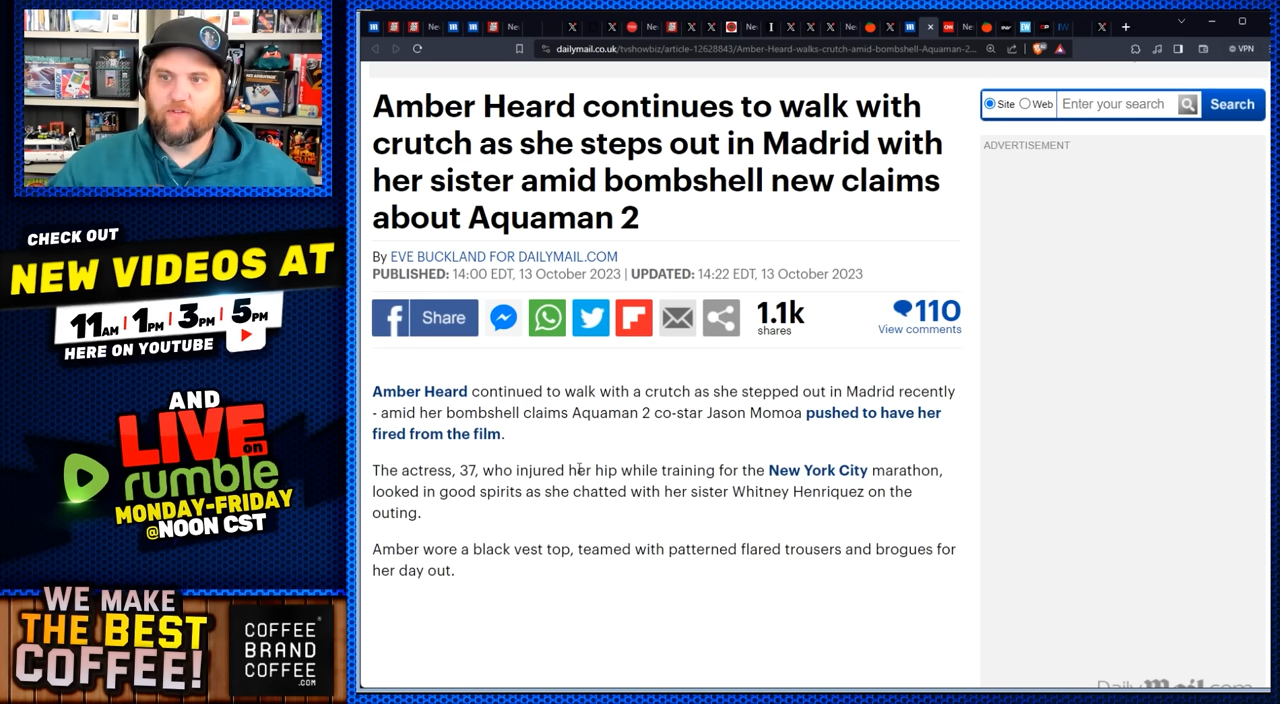 dailymail.co.uk/tvshowbiz/article-12628843/Amber-Heard-walks-crutch-amid-bombshell-Aquaman-2...
VPN
Amber Heard continues to walk with
crutch as she steps out in Madrid with
her sister amid bombshell new claims
about Aquaman 2
By EVE BUCKLAND FOR DAILYMAIL.COM
PUBLISHED: 14:00 EDT, 13 October 2023 | UPDATED: 14:22 EDT, 13 October 2023
Share
1.1k
shares
110
View comments
Amber Heard continued to walk with a crutch as she stepped out in Madrid recently
- amid her bombshell claims Aquaman 2 co-star Jason Momoa pushed to have her
fired from the film.
The actress, 37, who injured her hip while training for the New York City marathon,
looked in good spirits as she chatted with her sister Whitney Henriquez on the
outing.
Amber wore a black vest top, teamed with patterned flared trousers and brogues for
her day out.
Site Web Enter your search Search
ADVERTISEMENT
DailyMail.com
CHECK OUT
NEW VIDEOS AT
11AM | 1PM | 3PM | 5PM
HERE ON YOUTUBE
AND
LIVE on
rumble
MONDAY-FRIDAY
@NOON CST
WE MAKE
THE BEST
COFFEE!
COFFEE
BRAND
COFFEE
.COM